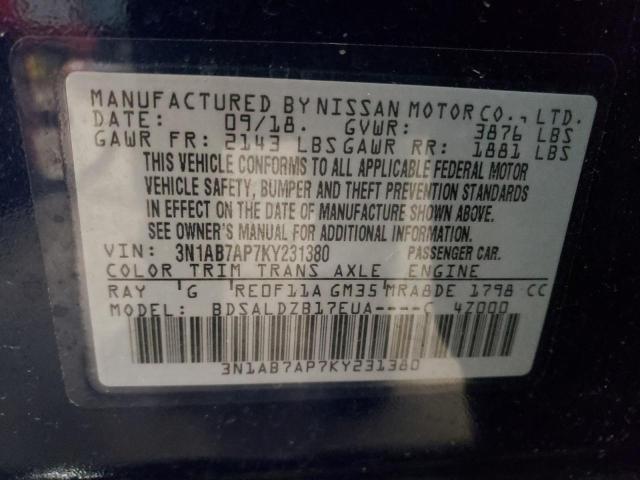 MANUFACTURED BY NISSAN MOTOR CO., LTD.
DATE: 09/18. GVWR: 3876 LBS
GAWR FR: 2143 LBS GAWR RR: 1881 LBS
THIS VEHICLE CONFORMS TO ALL APPLICABLE FEDERAL MOTOR
VEHICLE SAFETY, BUMPER AND THEFT PREVENTION STANDARDS
IN EFFECT ON THE DATE OF MANUFACTURE SHOWN ABOVE.
SEE OWNER'S MANUAL FOR ADDITIONAL INFORMATION.
VIN: 3N1AB7AP7KY231380 PASSENGER CAR.
COLOR TRIM TRANS AXLE ENGINE
RAY 'G 'RE0F11A GM35 'MRA8DE 1798 CC
MODEL: BDSALDZB17EUA----C 4Z000
3N1AB7AP7KY231380